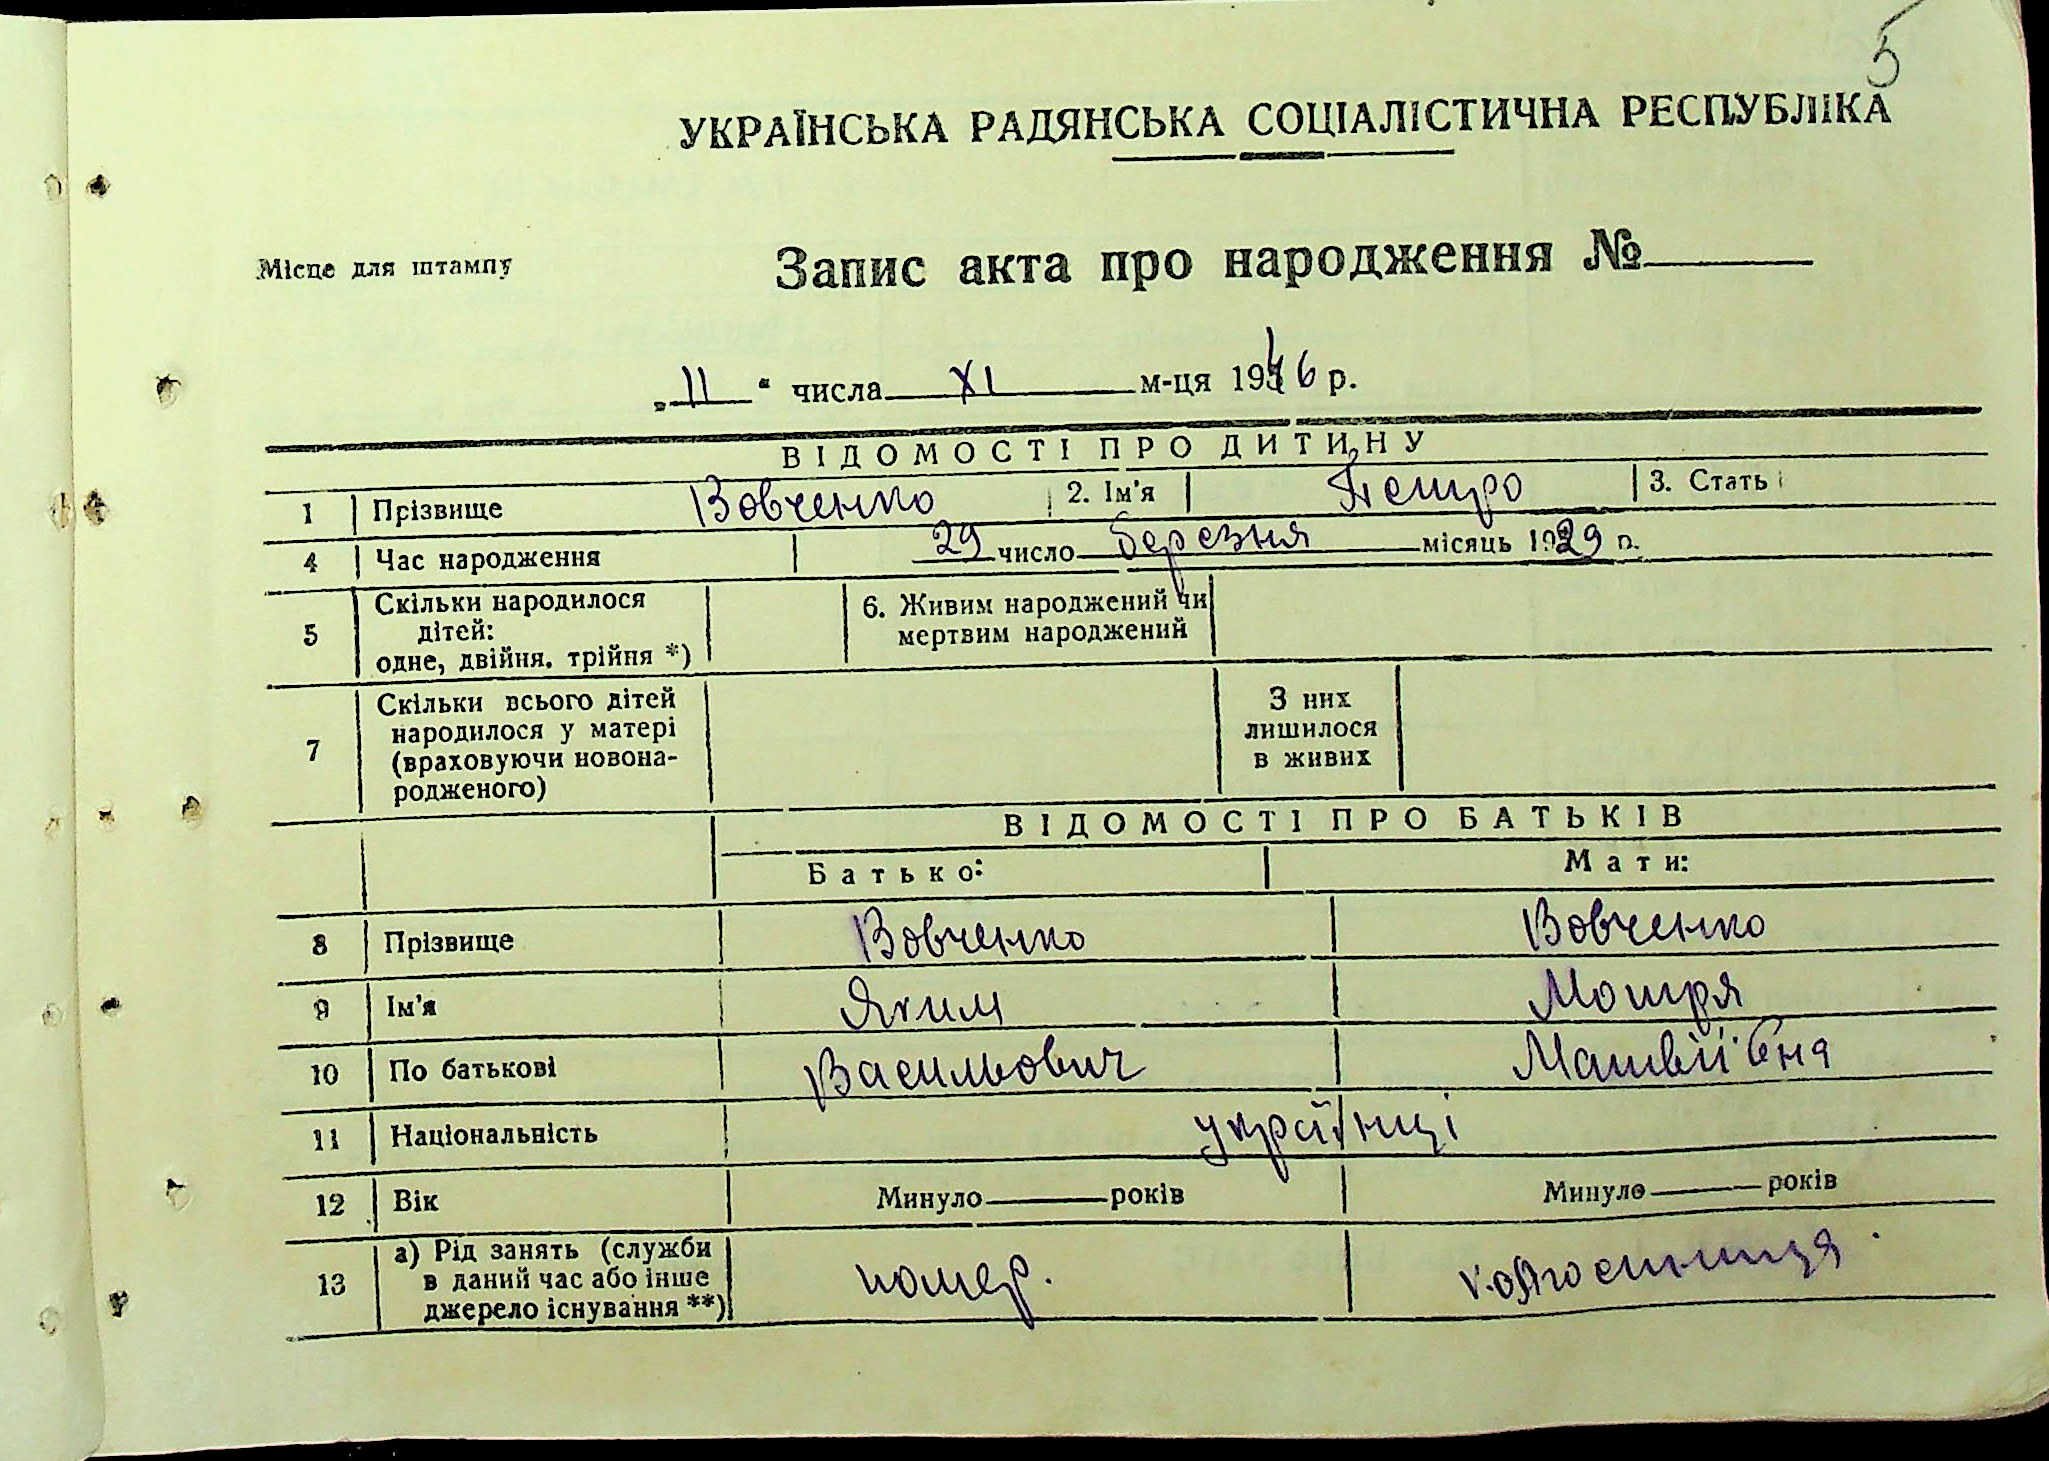 5
УКРАЇНСЬКА РАДЯНСЬКА СОЦІАЛІСТИЧНА РЕСПУБЛІКА
Місце для штампу
Запис акта про народження №
„11“ числа XI м-ця 1946 р.
ВІДОМОСТІ ПРО ДИТИНУ
1 Прізвище Вовченко 2. Ім'я Петро 3. Стать
4 Час народження 29 число березня місяць 1929 р.
5 Скільки народилося дітей: одне, двійня, трійня *) 6. Живим народжений чи мертвим народжений
7 Скільки всього дітей народилося у матері (враховуючи новонародженого) З них лишилося в живих
ВІДОМОСТІ ПРО БАТЬКІВ
Батько: Мати:
8 Прізвище Вовченко Вовченко
9 Ім'я Яким Мотря
10 По батькові Васильович Матвіївна
11 Національність українці
12 Вік Минуло років Минуло років
13 а) Рід занять (служби в даний час або інше джерело існування **) помер. колгоспниця.